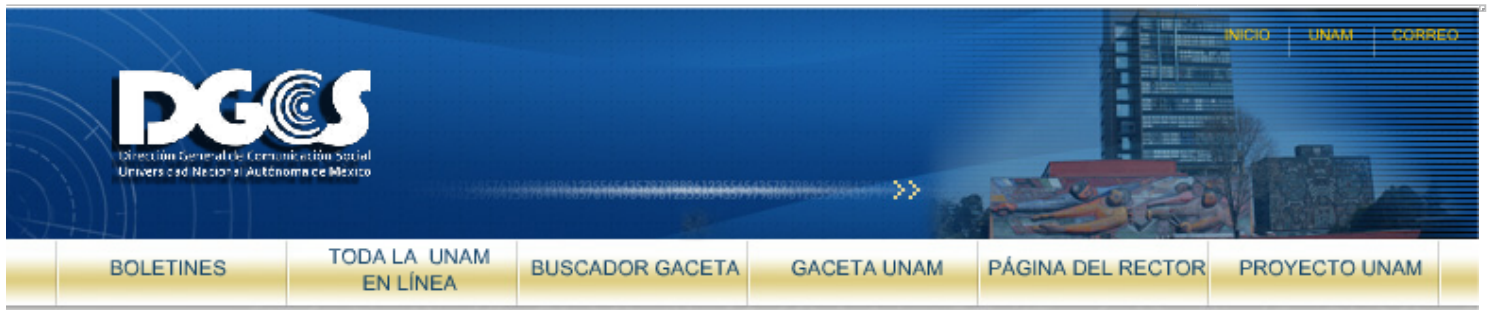 INICIO UNAM CORREO
DGCS
Dirección General de Comunicación Social
Universidad Nacional Autónoma de México
>>
BOLETINES
TODA LA UNAM
EN LÍNEA
BUSCADOR GACETA
GACETA UNAM
PÁGINA DEL RECTOR
PROYECTO UNAM